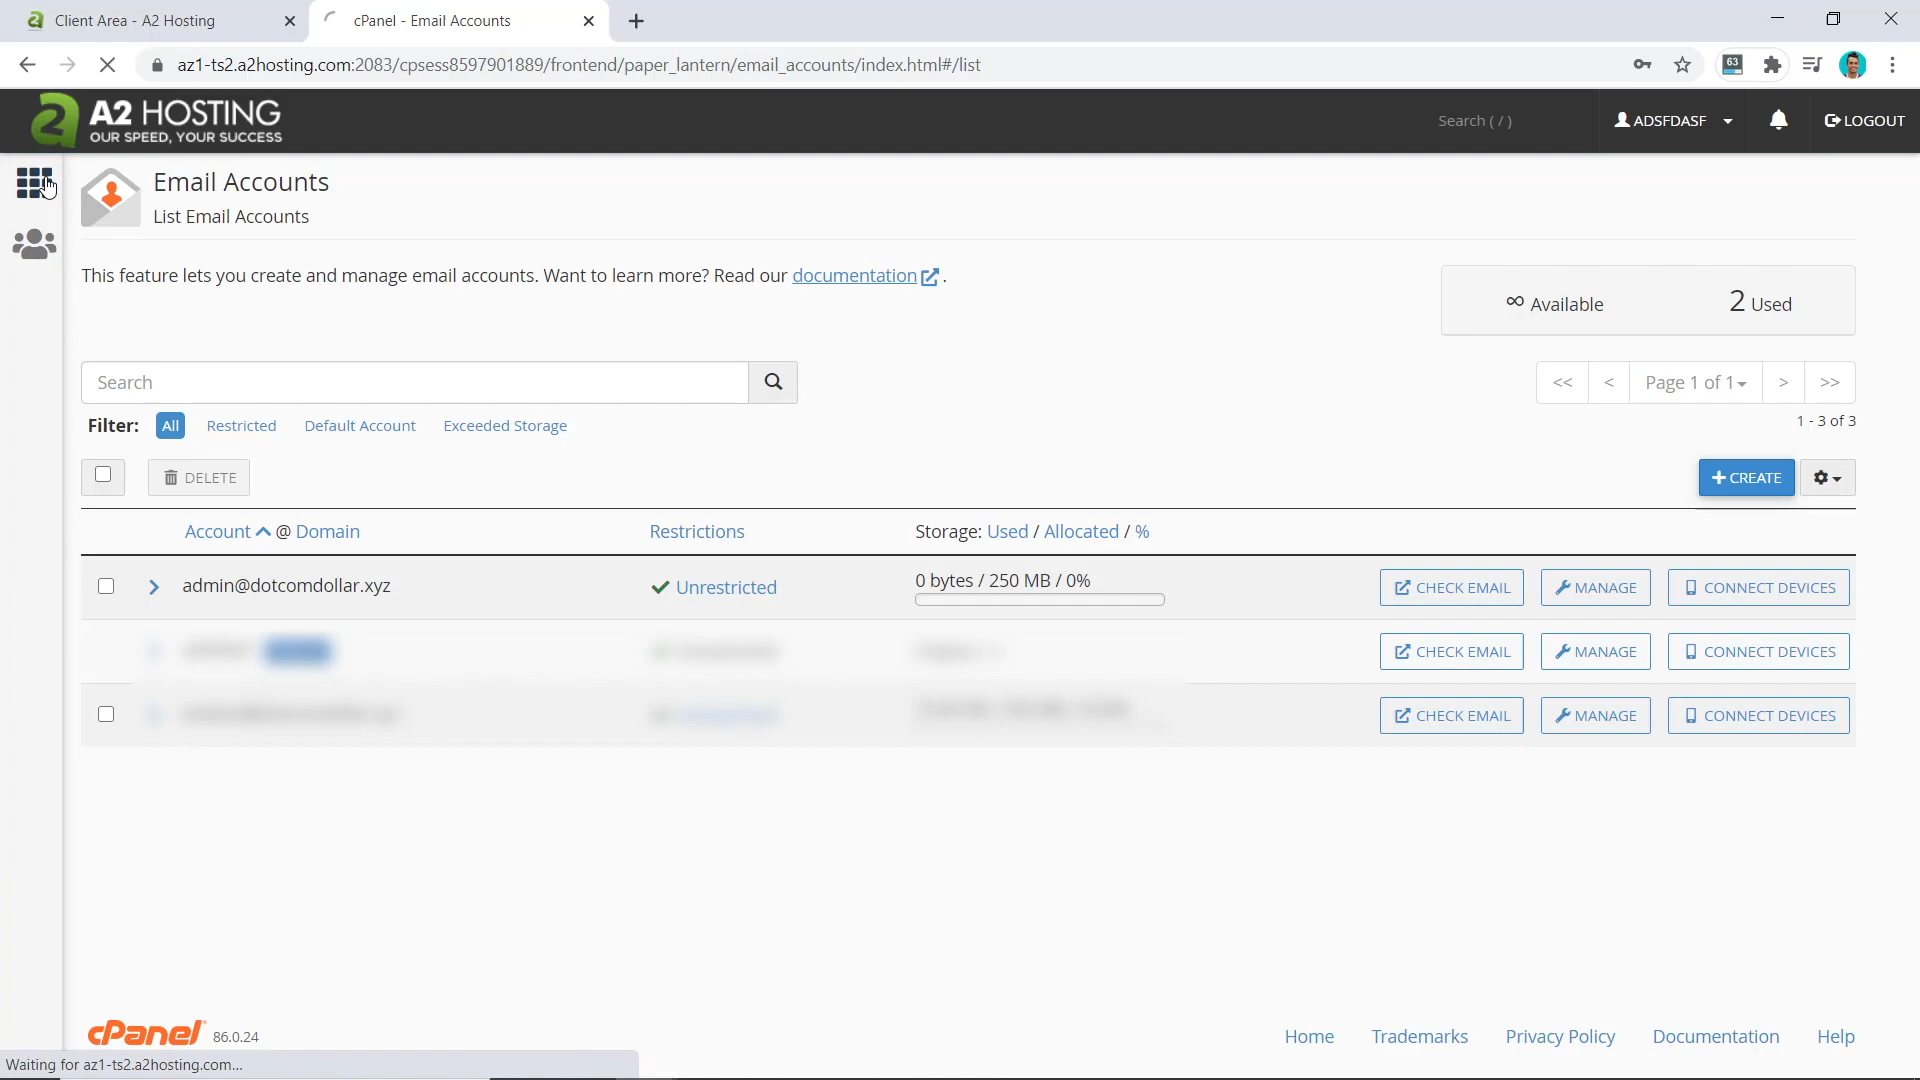 Client Area - A2 Hosting
cPanel - Email Accounts
az1-ts2.a2hosting.com:2083/cpsess8597901889/frontend/paper_lantern/email_accounts/index.html#/list
63
A2 HOSTING
OUR SPEED, YOUR SUCCESS
Search ( / )
ADSFDASF
LOGOUT
Email Accounts
List Email Accounts
This feature lets you create and manage email accounts. Want to learn more? Read our documentation .
∞ Available
2 Used
Search
<< < Page 1 of 1 > >>
Filter: All Restricted Default Account Exceeded Storage
1 - 3 of 3
DELETE
+ CREATE
Account @ Domain
Restrictions
Storage: Used / Allocated / %
admin@dotcomdollar.xyz
Unrestricted
0 bytes / 250 MB / 0%
CHECK EMAIL
MANAGE
CONNECT DEVICES
CHECK EMAIL
MANAGE
CONNECT DEVICES
CHECK EMAIL
MANAGE
CONNECT DEVICES
cPanel 86.0.24
Home
Trademarks
Privacy Policy
Documentation
Help
Waiting for az1-ts2.a2hosting.com...